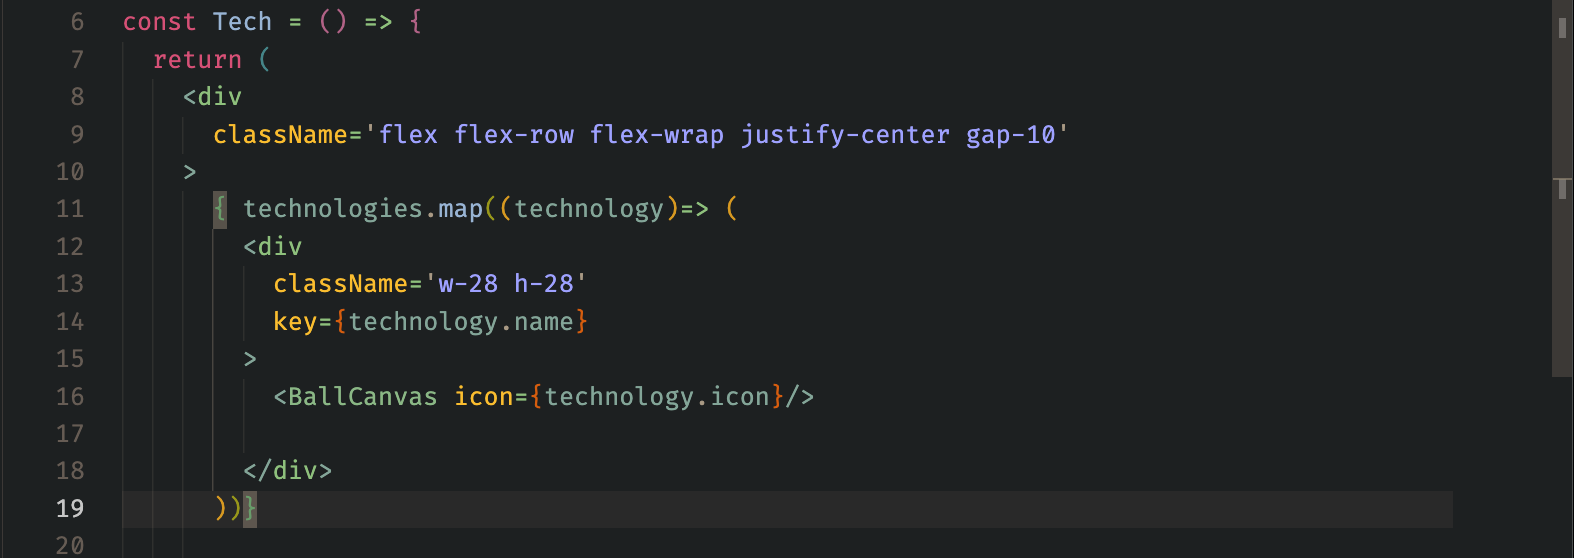 6 const Tech = () => {
7 return (
8 <div
9 className='flex flex-row flex-wrap justify-center gap-10'
10 >
11 { technologies.map((technology)=> (
12 <div
13 className='w-28 h-28'
14 key={technology.name}
15 >
16 <BallCanvas icon={technology.icon}/>
17
18 </div>
19 ))}
20